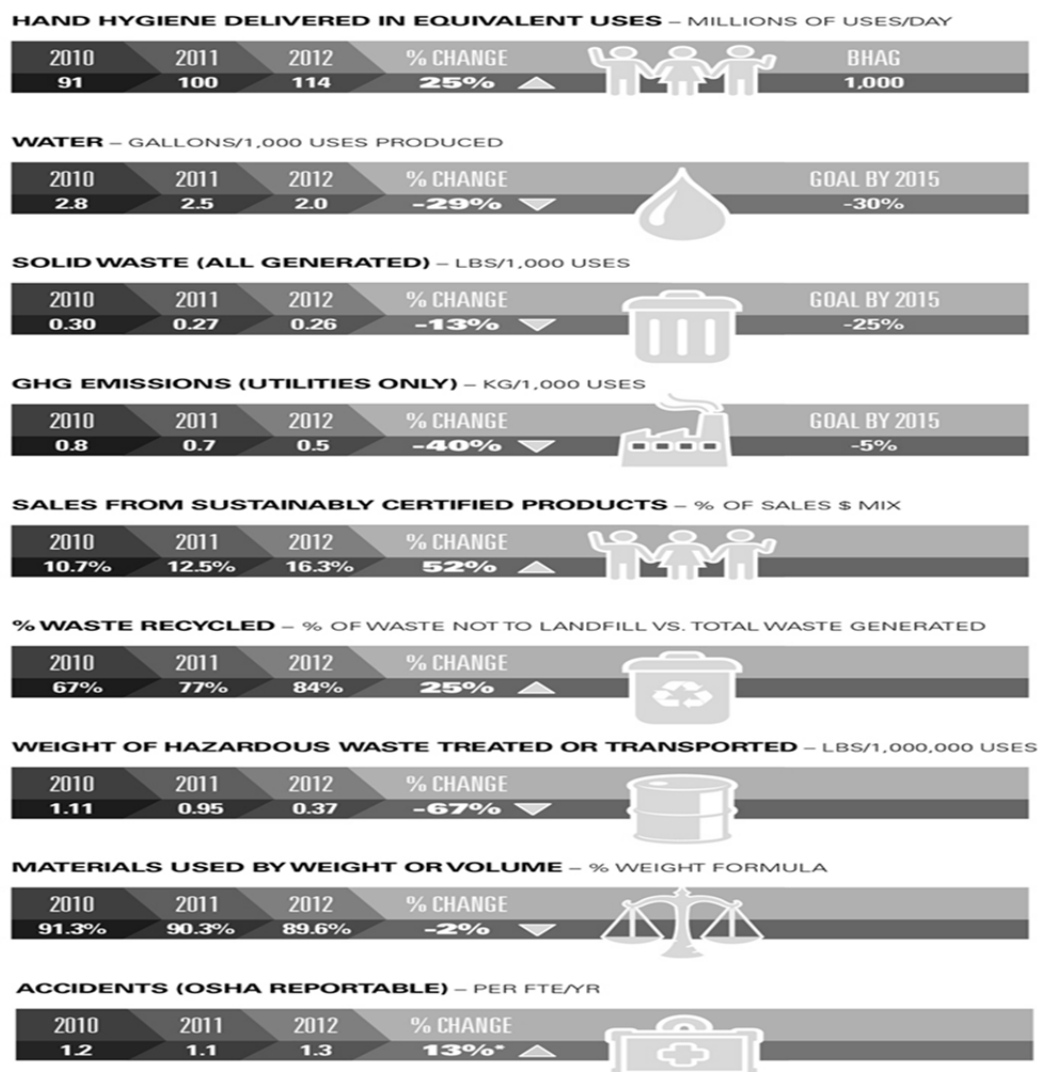 HAND HYGIENE DELIVERED IN EQUIVALENT USES – MILLIONS OF USES/DAY
2010 2011 2012 % CHANGE BHAG
91 100 114 25% 1,000
WATER – GALLONS/1,000 USES PRODUCED
2010 2011 2012 % CHANGE GOAL BY 2015
2.8 2.5 2.0 -29% -30%
SOLID WASTE (ALL GENERATED) – LBS/1,000 USES
2010 2011 2012 % CHANGE GOAL BY 2015
0.30 0.27 0.26 -13% -25%
GHG EMISSIONS (UTILITIES ONLY) – KG/1,000 USES
2010 2011 2012 % CHANGE GOAL BY 2015
0.8 0.7 0.5 -40% -5%
SALES FROM SUSTAINABLY CERTIFIED PRODUCTS – % OF SALES $ MIX
2010 2011 2012 % CHANGE
10.7% 12.5% 16.3% 52%
% WASTE RECYCLED – % OF WASTE NOT TO LANDFILL VS. TOTAL WASTE GENERATED
2010 2011 2012 % CHANGE
67% 77% 84% 25%
WEIGHT OF HAZARDOUS WASTE TREATED OR TRANSPORTED – LBS/1,000,000 USES
2010 2011 2012 % CHANGE
1.11 0.95 0.37 -67%
MATERIALS USED BY WEIGHT OR VOLUME – % WEIGHT FORMULA
2010 2011 2012 % CHANGE
91.3% 90.3% 89.6% -2%
ACCIDENTS (OSHA REPORTABLE) – PER FTE/YR
2010 2011 2012 % CHANGE
1.2 1.1 1.3 13%*